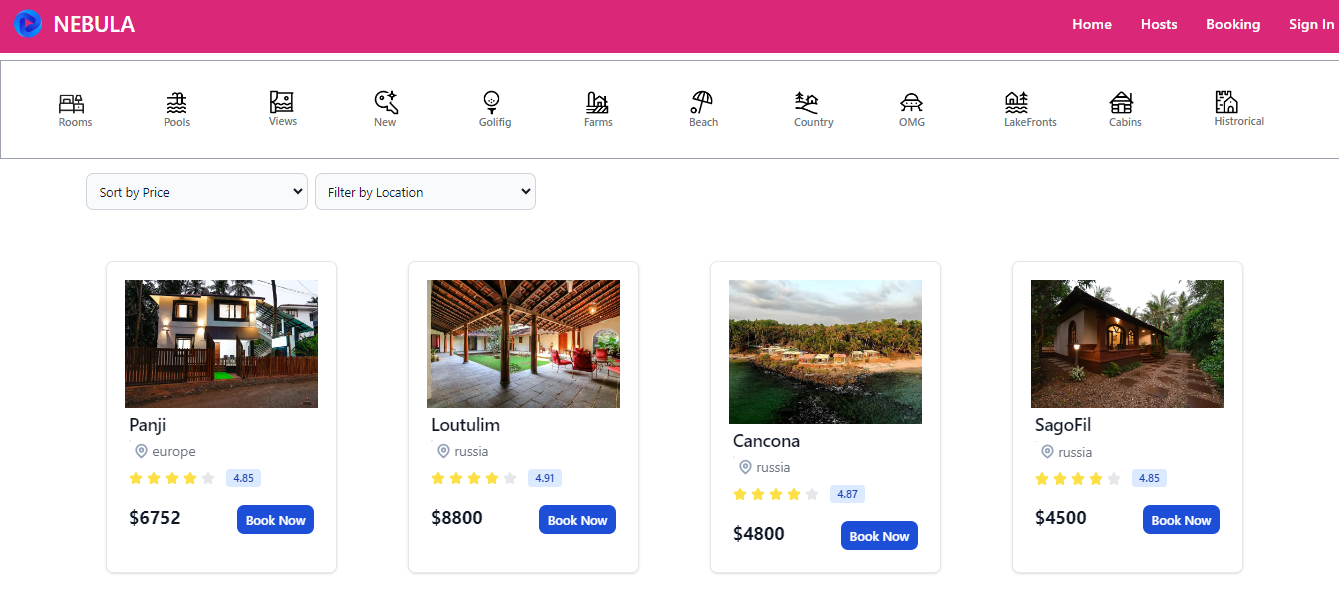 NEBULA
Home Hosts Booking Sign In
Rooms Pools Views New Golifig Farms Beach Country OMG LakeFronts Cabins Histrorical
Sort by Price Filter by Location
Panji
europe
4.85
$6752 Book Now
Loutulim
russia
4.91
$8800 Book Now
Cancona
russia
4.87
$4800 Book Now
SagoFil
russia
4.85
$4500 Book Now